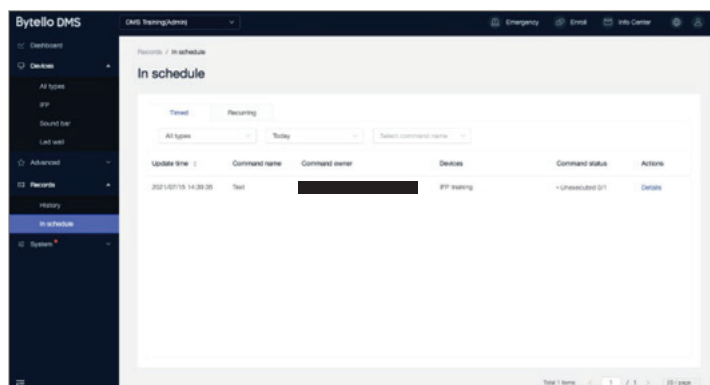 Bytello DMS
DMS Training(Admin)
Emergency
Enroll
Info Center
Dashboard
Devices
All types
IFP
Sound bar
Led wall
Advanced
Records
History
In schedule
System
Records / In schedule
In schedule
Timed
Recurring
All types
Today
Select command name
Update time
Command name
Command owner
Devices
Command status
Actions
2021/07/15 14:39:38
Text
IFP training
• Unexecuted 0/1
Details
Total 1 items
1 / 1